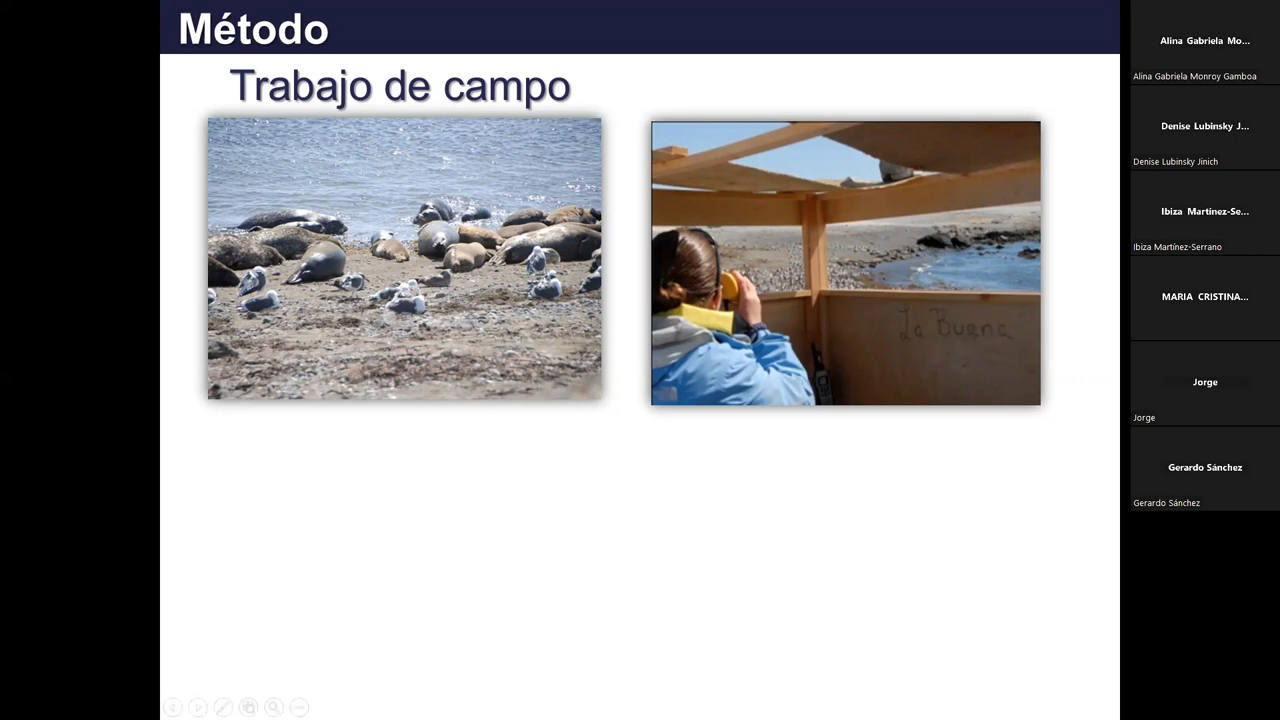 Método
Trabajo de campo
La Buena
Alina Gabriela Mo...
Alina Gabriela Monroy Gamboa
Denise Lubinsky J...
Denise Lubinsky Jinich
Ibiza Martínez-Se...
Ibiza Martínez-Serrano
MARIA CRISTINA...
Jorge
Jorge
Gerardo Sánchez
Gerardo Sánchez